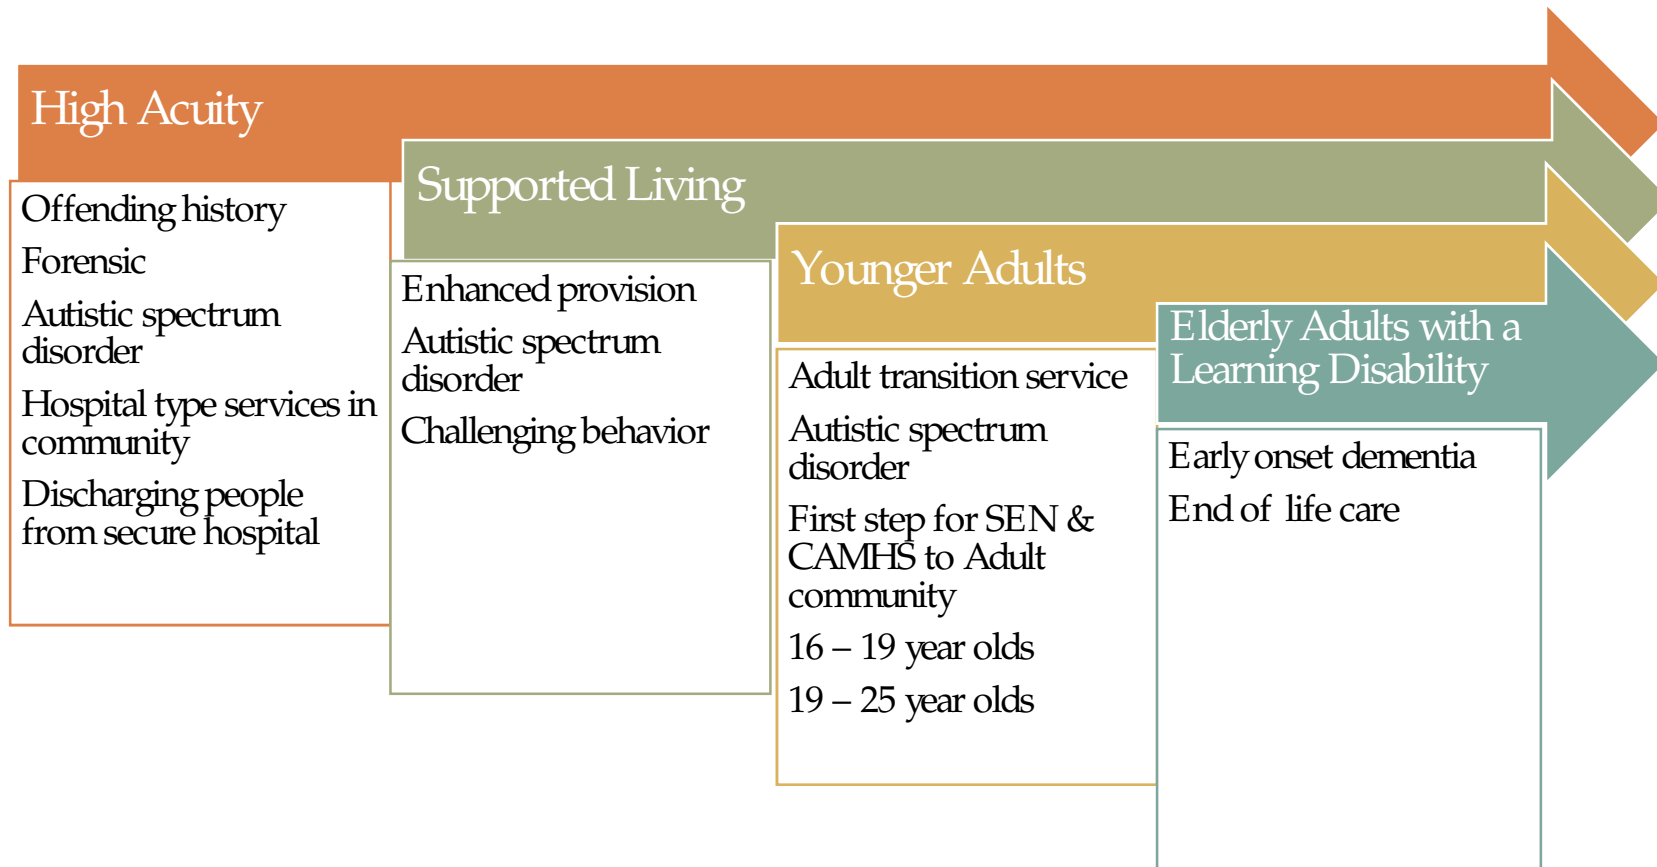 High Acuity
Offending history
Forensic
Autistic spectrum
disorder
Hospital type services in
community
Discharging people
from secure hospital
Supported Living
Enhanced provision
Autistic spectrum
disorder
Challenging behavior
Younger Adults
Adult transition service
Autistic spectrum
disorder
First step for SEN &
CAMHS to Adult
community
16 – 19 year olds
19 – 25 year olds
Elderly Adults with a
Learning Disability
Early onset dementia
End of life care